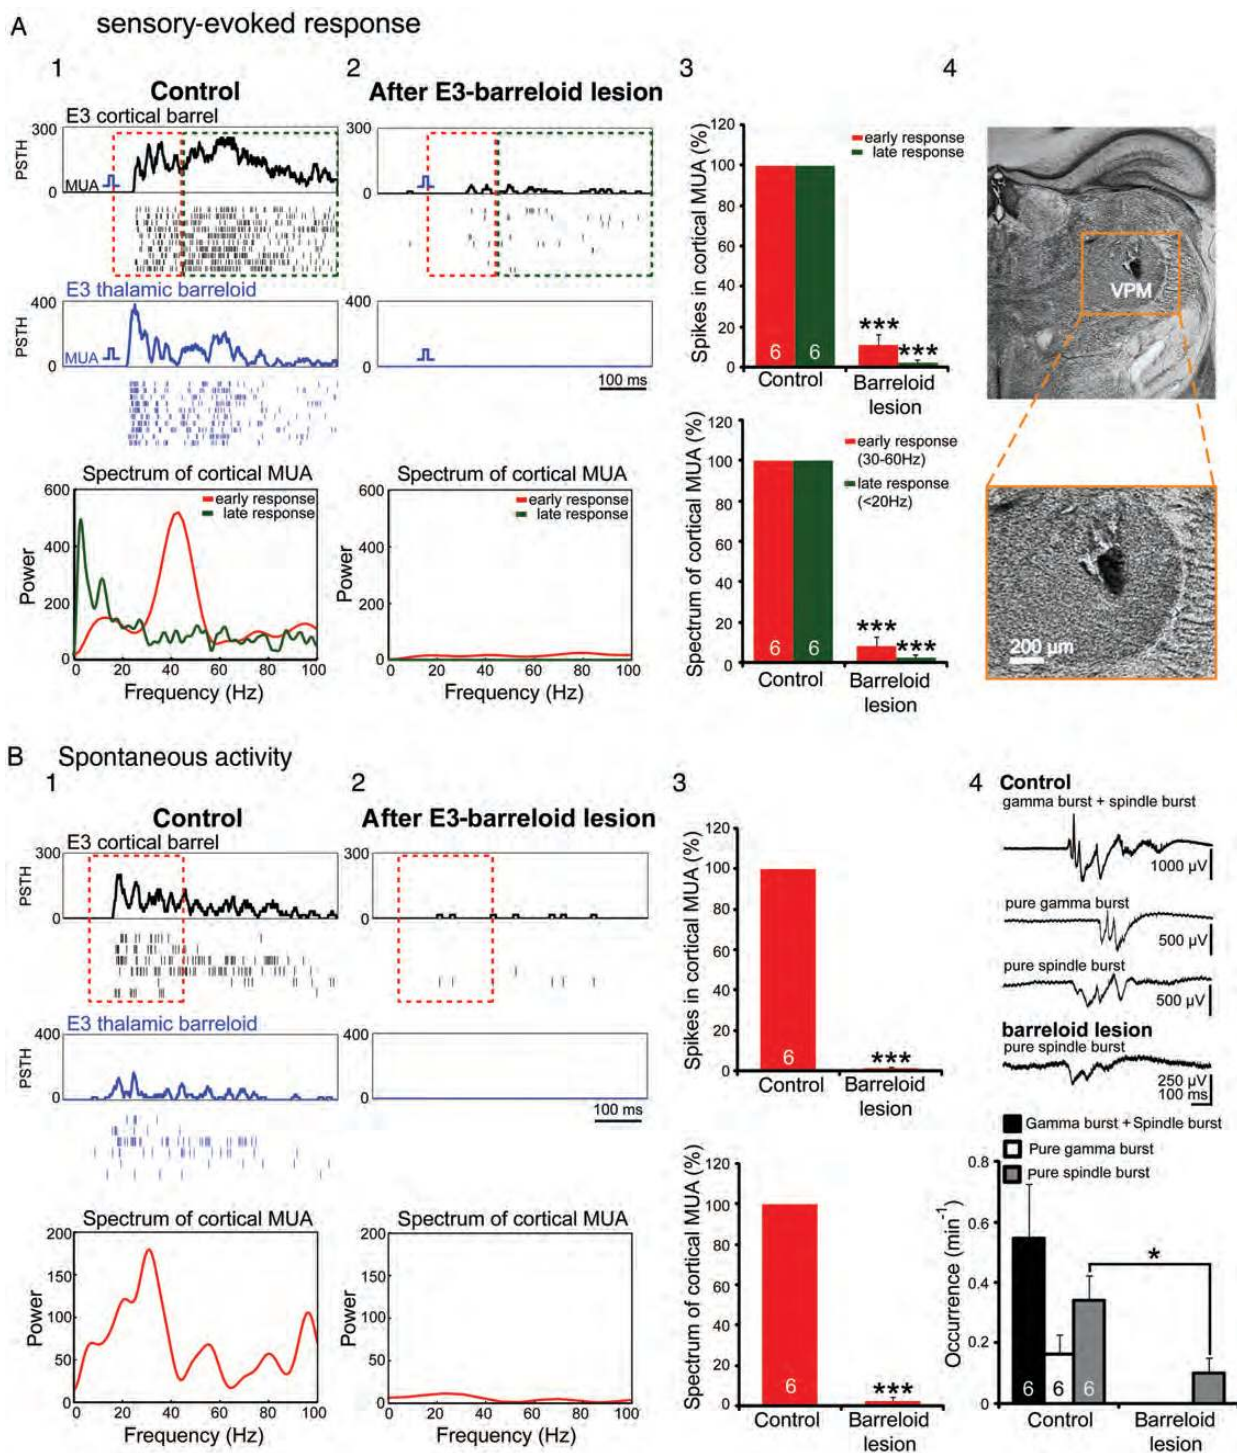 A
sensory-evoked response
1
Control
E3 cortical barrel
300
PSTH
MUA
0
E3 thalamic barreloid
400
PSTH
MUA
0
Spectrum of cortical MUA
600
early response
late response
400
Power
200
0
0 20 40 60 80 100
Frequency (Hz)
2
After E3-barreloid lesion
300
0
400
0
100 ms
Spectrum of cortical MUA
600
early response
late response
400
Power
200
0
0 20 40 60 80 100
Frequency (Hz)
3
Spikes in cortical MUA (%)
120
100
80
60
40
20
0
early response
late response
6 6
***
***
Control
Barreloid
lesion
Spectrum of cortical MUA (%)
120
100
80
60
40
20
0
early response
(30-60Hz)
late response
(<20Hz)
6 6
***
***
Control
Barreloid
lesion
4
VPM
200 µm
B
Spontaneous activity
1
Control
E3 cortical barrel
300
PSTH
0
E3 thalamic barreloid
400
PSTH
0
Spectrum of cortical MUA
200
150
100
50
0
Power
0 20 40 60 80 100
Frequency (Hz)
2
After E3-barreloid lesion
300
0
400
0
100 ms
Spectrum of cortical MUA
200
150
100
50
0
Power
0 20 40 60 80 100
Frequency (Hz)
3
Spikes in cortical MUA (%)
120
100
80
60
40
20
0
6
***
Control
Barreloid
lesion
Spectrum of cortical MUA (%)
120
100
80
60
40
20
0
6
***
Control
Barreloid
lesion
4
Control
gamma burst + spindle burst
1000 µV
pure gamma burst
500 µV
pure spindle burst
500 µV
barreloid lesion
pure spindle burst
250 µV
100 ms
Gamma burst + Spindle burst
Pure gamma burst
Pure spindle burst
Occurrence (min-1)
0.8
0.6
0.4
0.2
0
*
6 6 6
Control
Barreloid
lesion